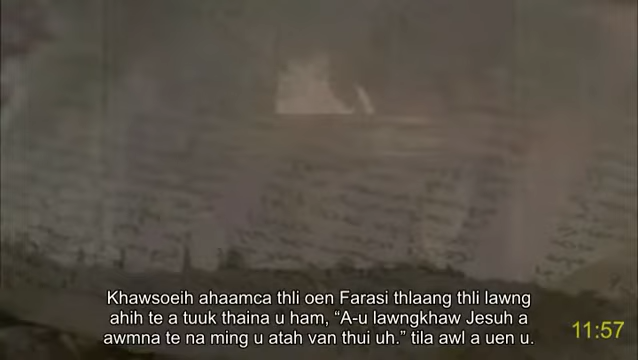 Khawsoeih ahaamca thli oen Farasi thlaang thli lawng
ahih te a tuuk thaina u ham, “A-u lawngkhaw Jesuh a
awmna te na ming u atah van thui uh.” tila awl a uen u.
11:57